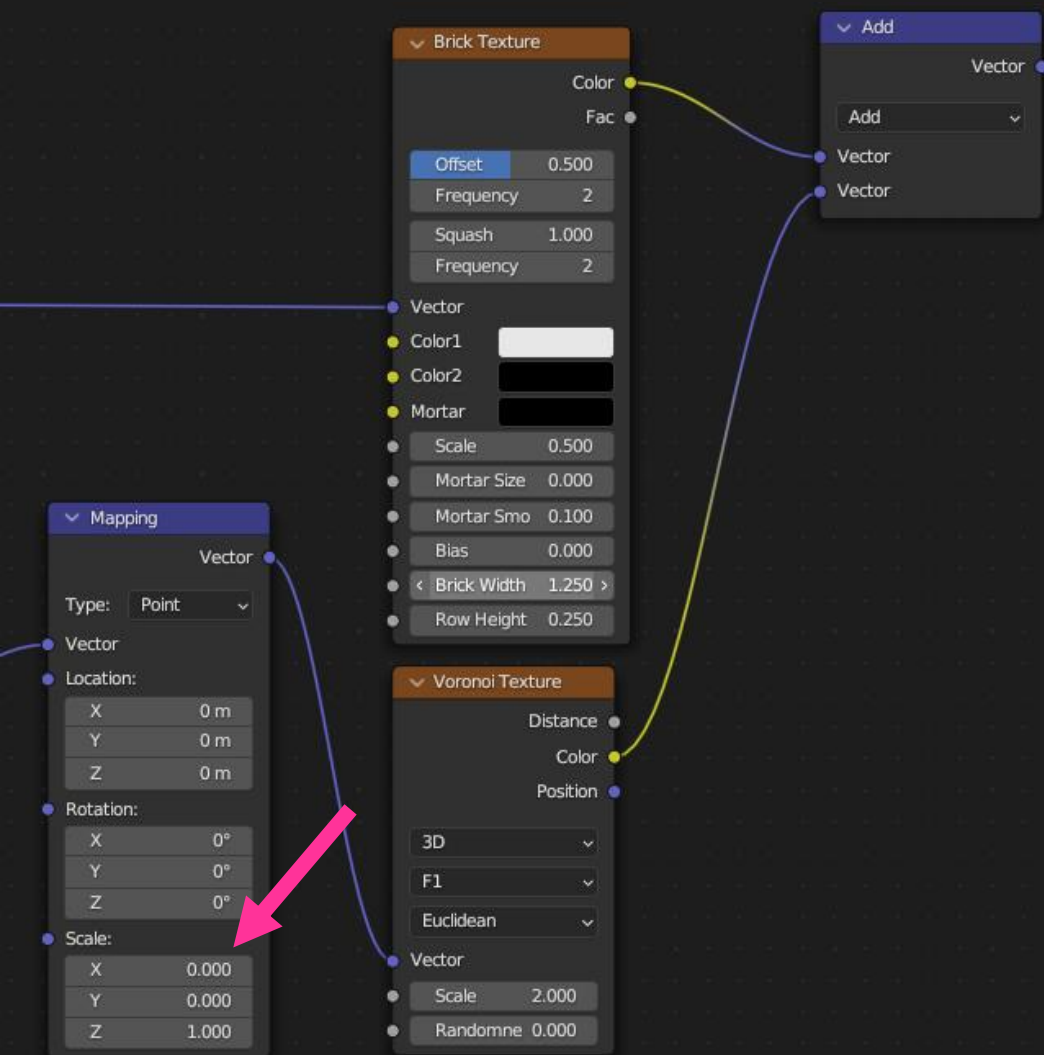 Brick Texture
Color
Fac
Offset 0.500
Frequency 2
Squash 1.000
Frequency 2
Vector
Color1
Color2
Mortar
Scale 0.500
Mortar Size 0.000
Mortar Smo 0.100
Bias 0.000
Brick Width 1.250
Row Height 0.250
Add
Vector
Add
Vector
Vector
Mapping
Vector
Type: Point
Vector
Location:
X 0 m
Y 0 m
Z 0 m
Rotation:
X 0°
Y 0°
Z 0°
Scale:
X 0.000
Y 0.000
Z 1.000
Voronoi Texture
Distance
Color
Position
3D
F1
Euclidean
Vector
Scale 2.000
Randomne 0.000